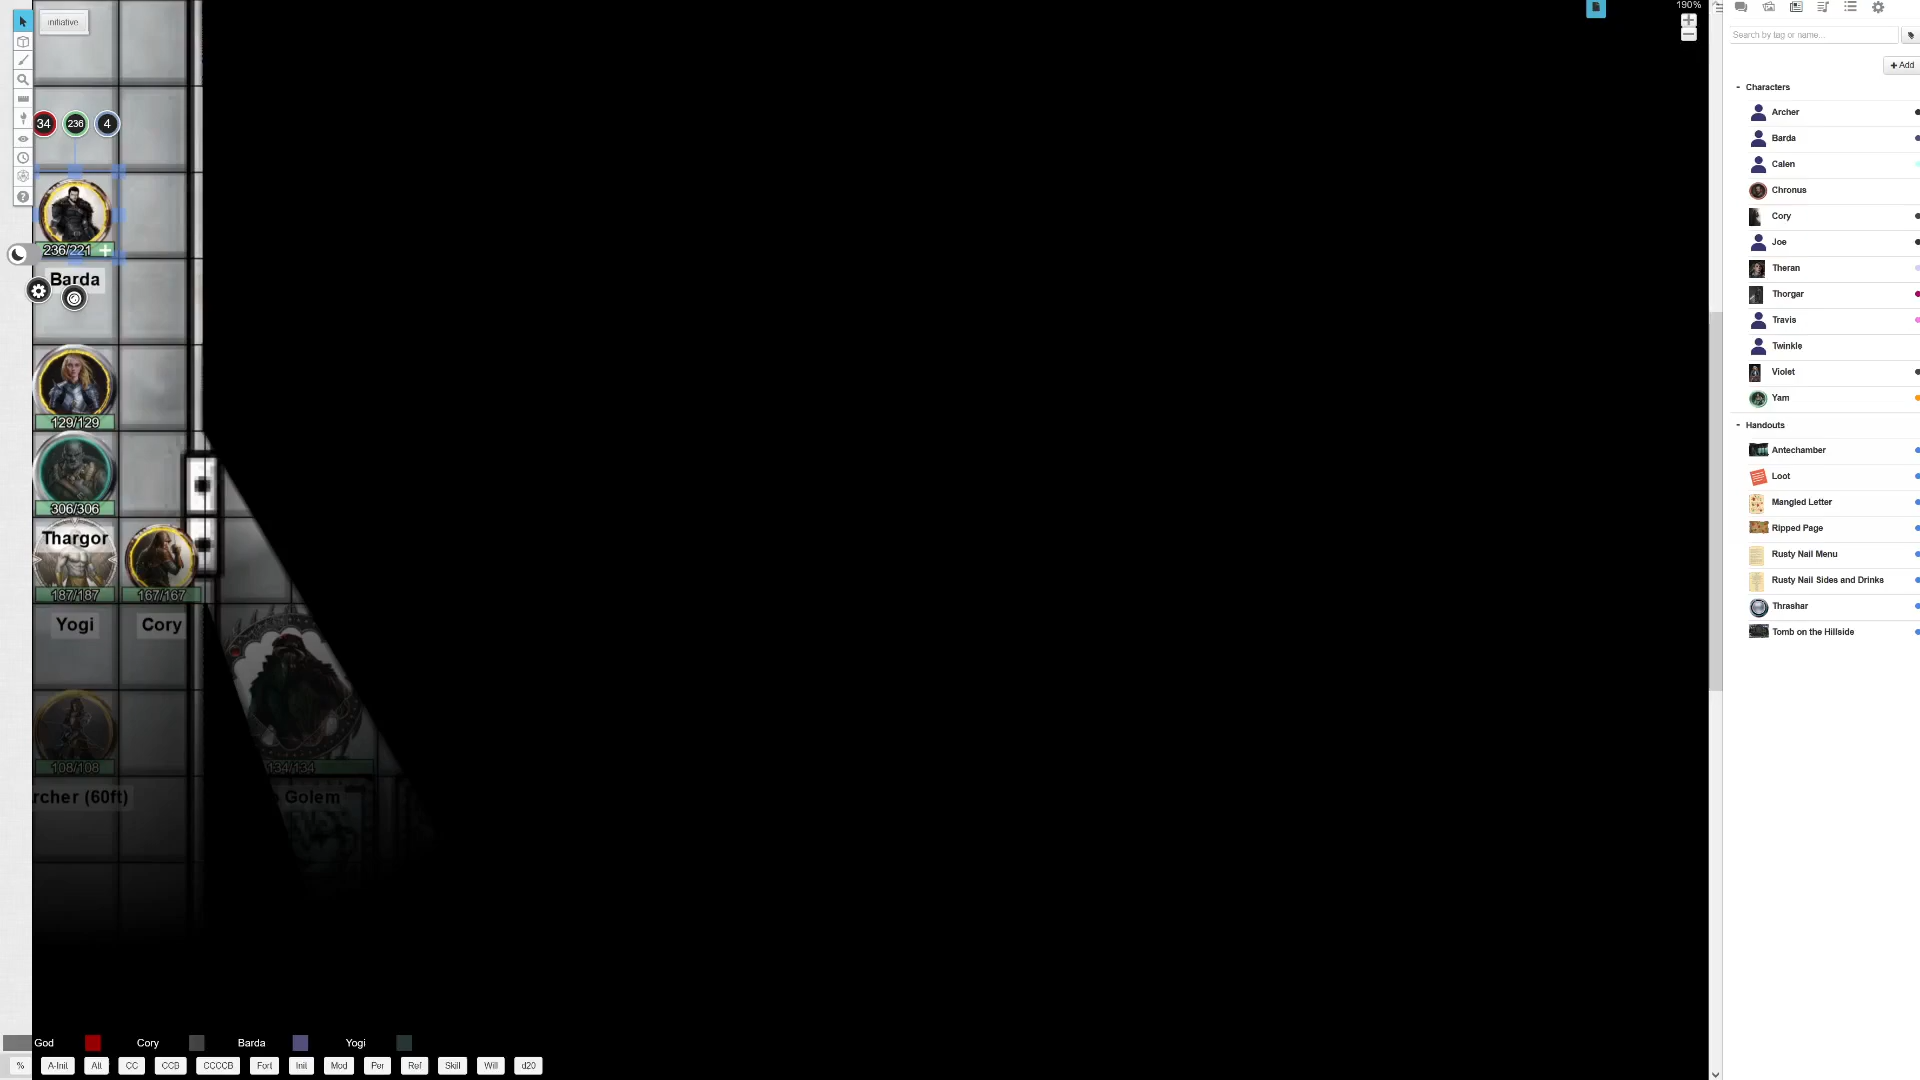 initiative
190%
Search by tag or name...
+ Add
Characters
34 236 4
Archer
Barda
Calen
Chronus
Cory
Joe
236/221
Barda
Theran
Thorgar
Travis
Twinkle
Violet
Yam
129/129
Handouts
Antechamber
Loot
306/306
Mangled Letter
Ripped Page
Thargor
Rusty Nail Menu
Rusty Nail Sides and Drinks
187/187 167/167
Thrashar
Yogi Cory
Tomb on the Hillside
108/108 134/134
rcher (60ft) Golem
God Cory Barda Yogi
% A-Init Alt CC CCB CCCCB Fort Init Mod Per Ref Skill Will d20